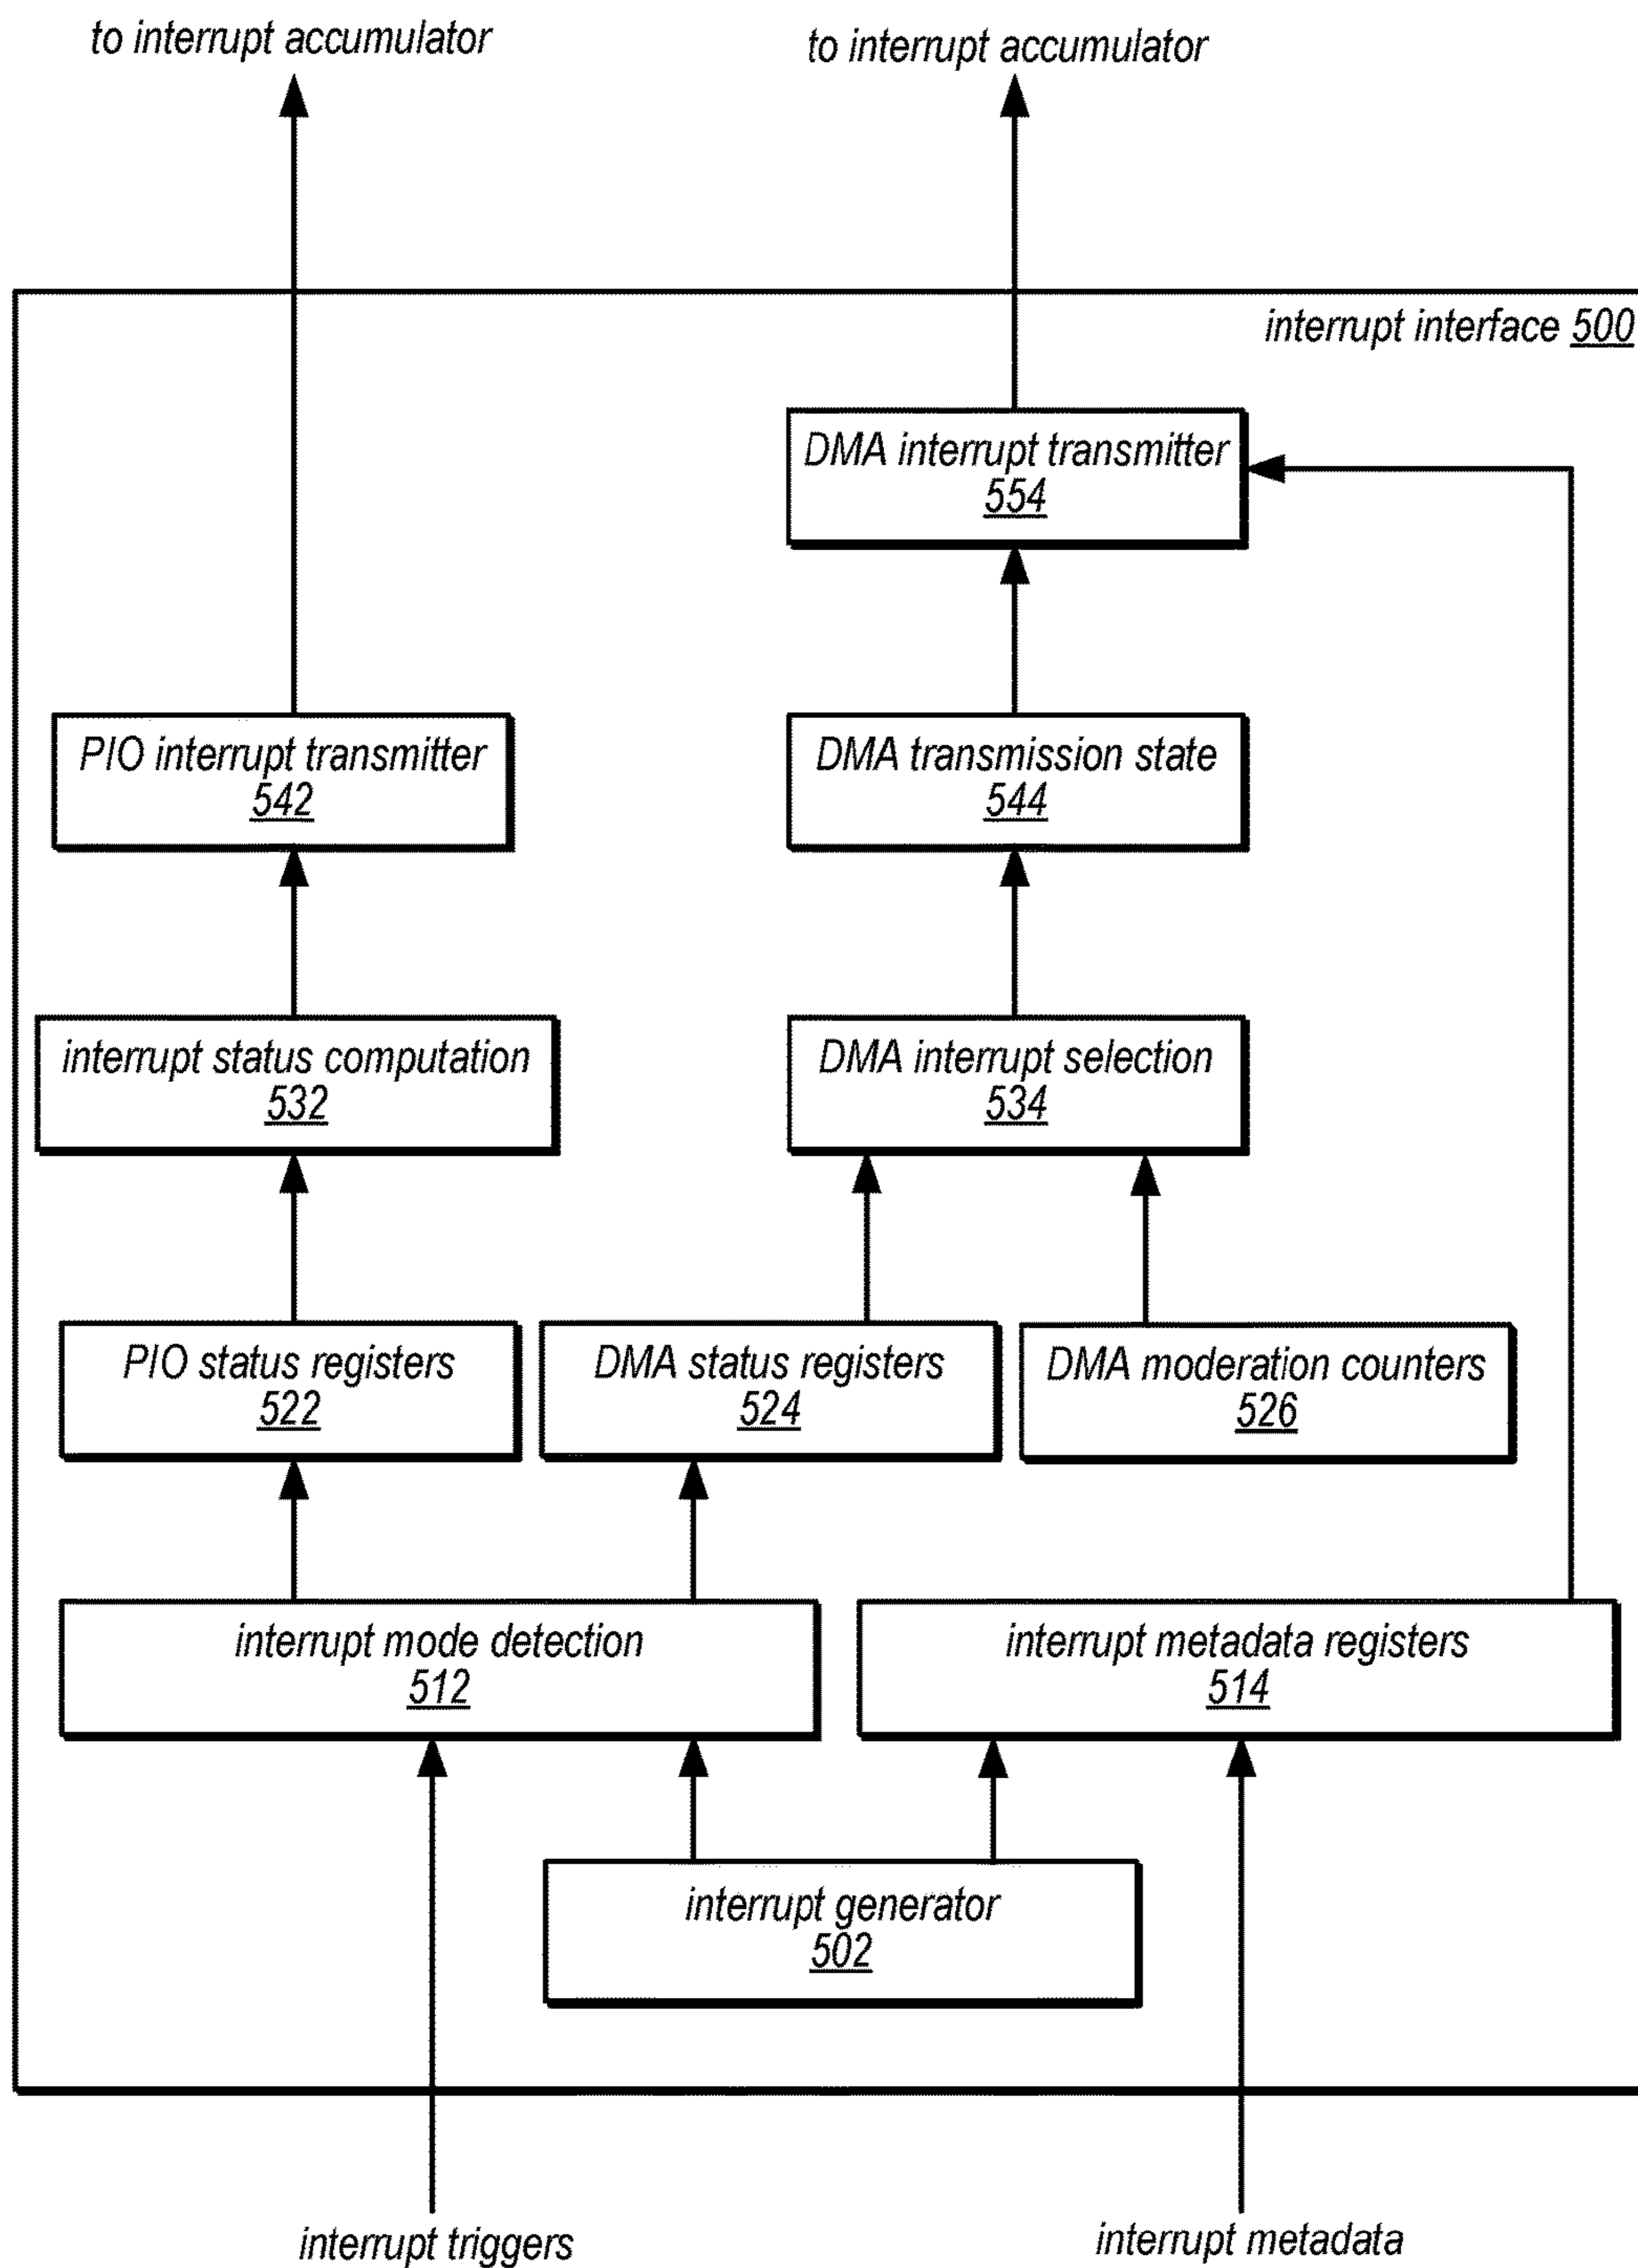 to interrupt accumulator
to interrupt accumulator
interrupt interface 500
DMA interrupt transmitter
554
PIO interrupt transmitter
542
DMA transmission state
544
interrupt status computation
532
DMA interrupt selection
534
PIO status registers
522
DMA status registers
524
DMA moderation counters
526
interrupt mode detection
512
interrupt metadata registers
514
interrupt generator
502
interrupt triggers
interrupt metadata